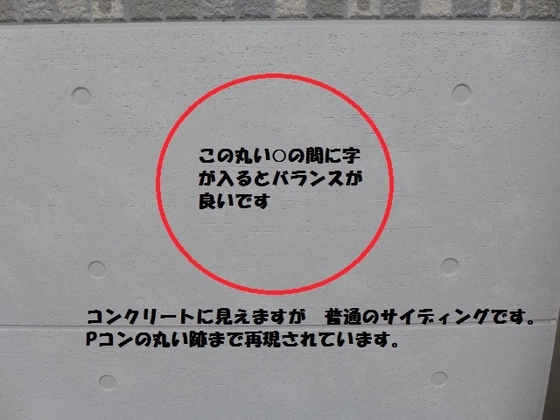 この丸い○の間に字
が入るとバランスが
良いです
コンクリートに見えますが　普通のサイディングです。
Pコンの丸い跡まで再現されています。